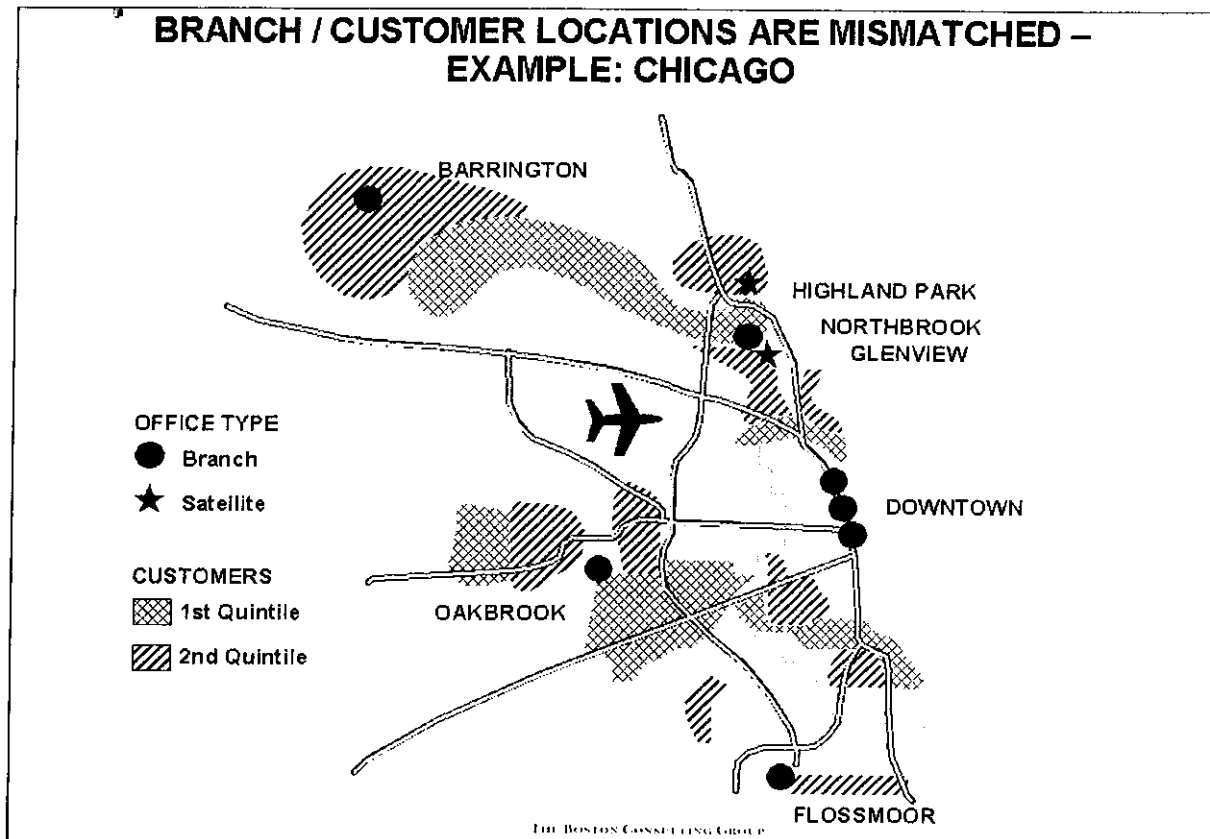 BRANCH / CUSTOMER LOCATIONS ARE MISMATCHED –
EXAMPLE: CHICAGO
BARRINGTON
HIGHLAND PARK
NORTHBROOK
GLENVIEW
OFFICE TYPE
Branch
Satellite
DOWNTOWN
CUSTOMERS
1st Quintile
2nd Quintile
OAKBROOK
FLOSSMOOR
THE BOSTON CONSULTING GROUP